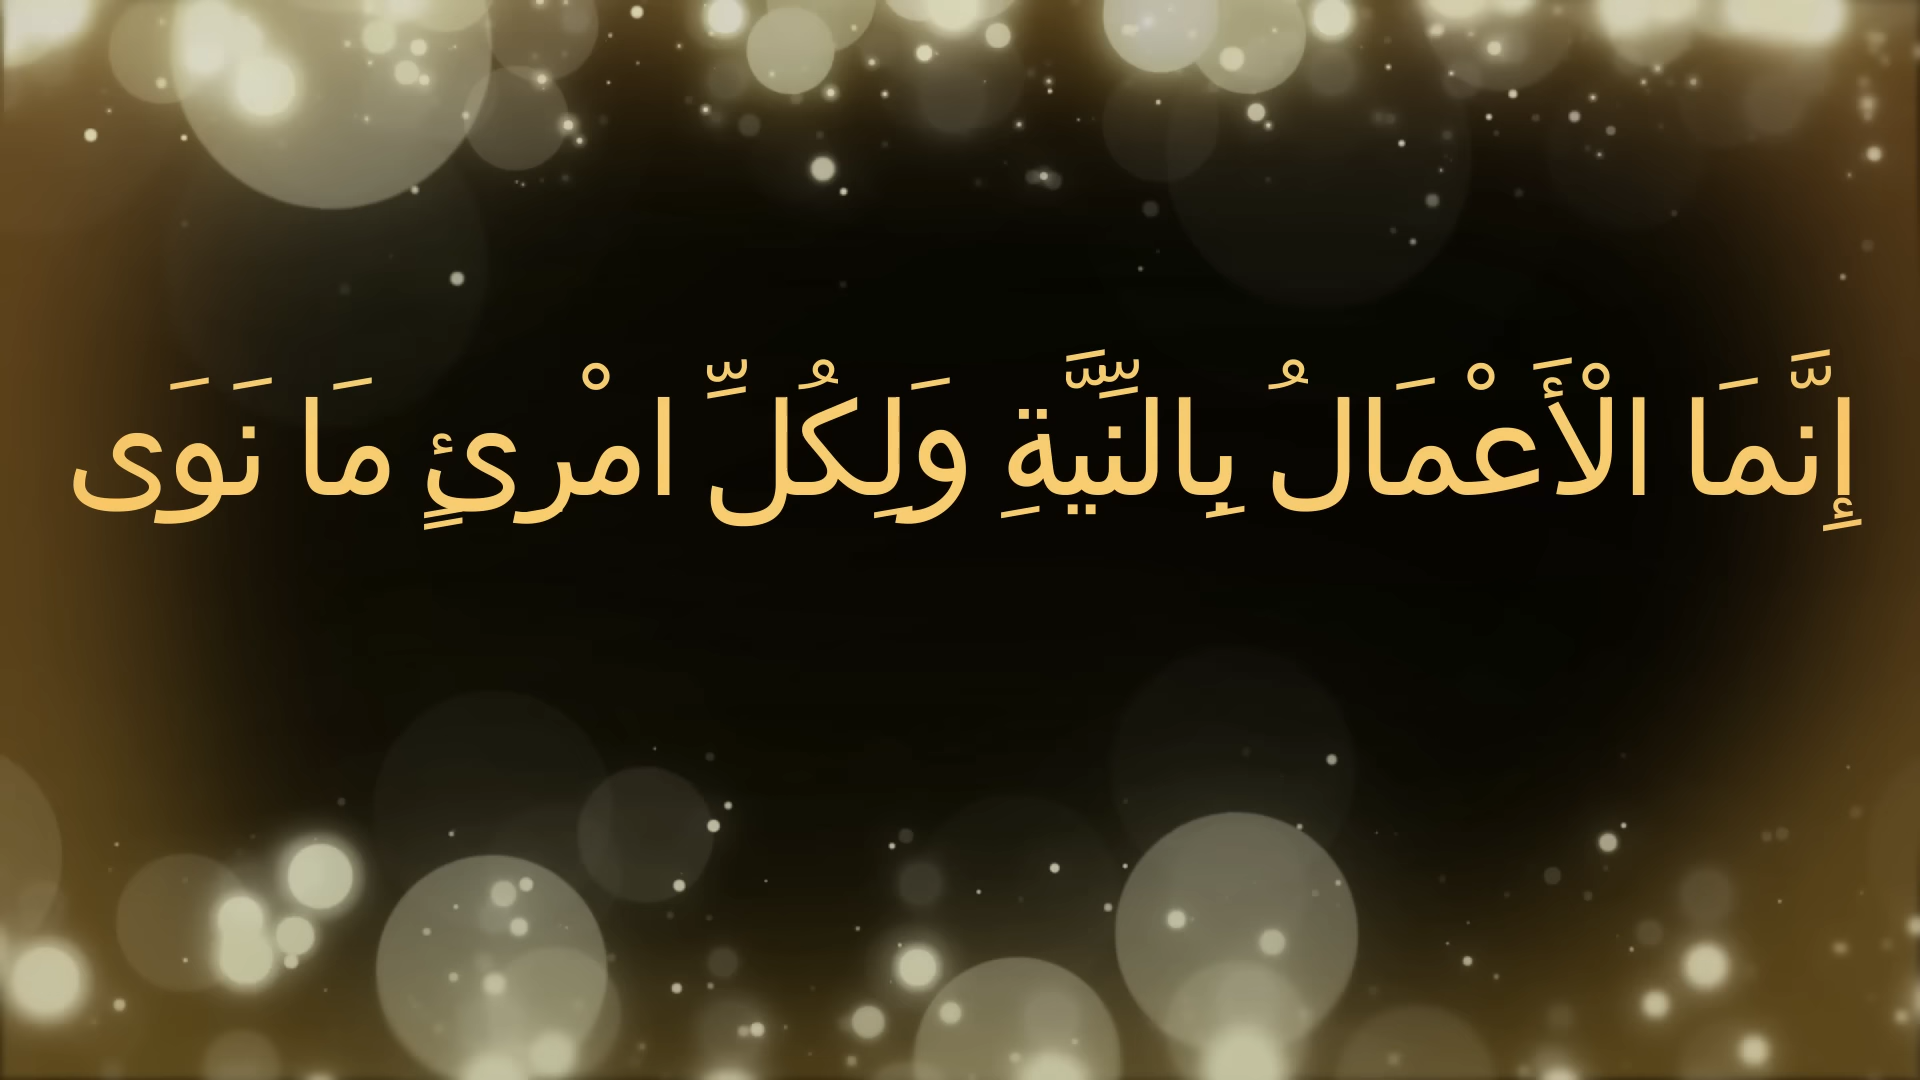 إِنَّمَا الْأَعْمَالُ بِالنِّيَّةِ وَلِكُلِّ امْرِئٍ مَا نَوَى